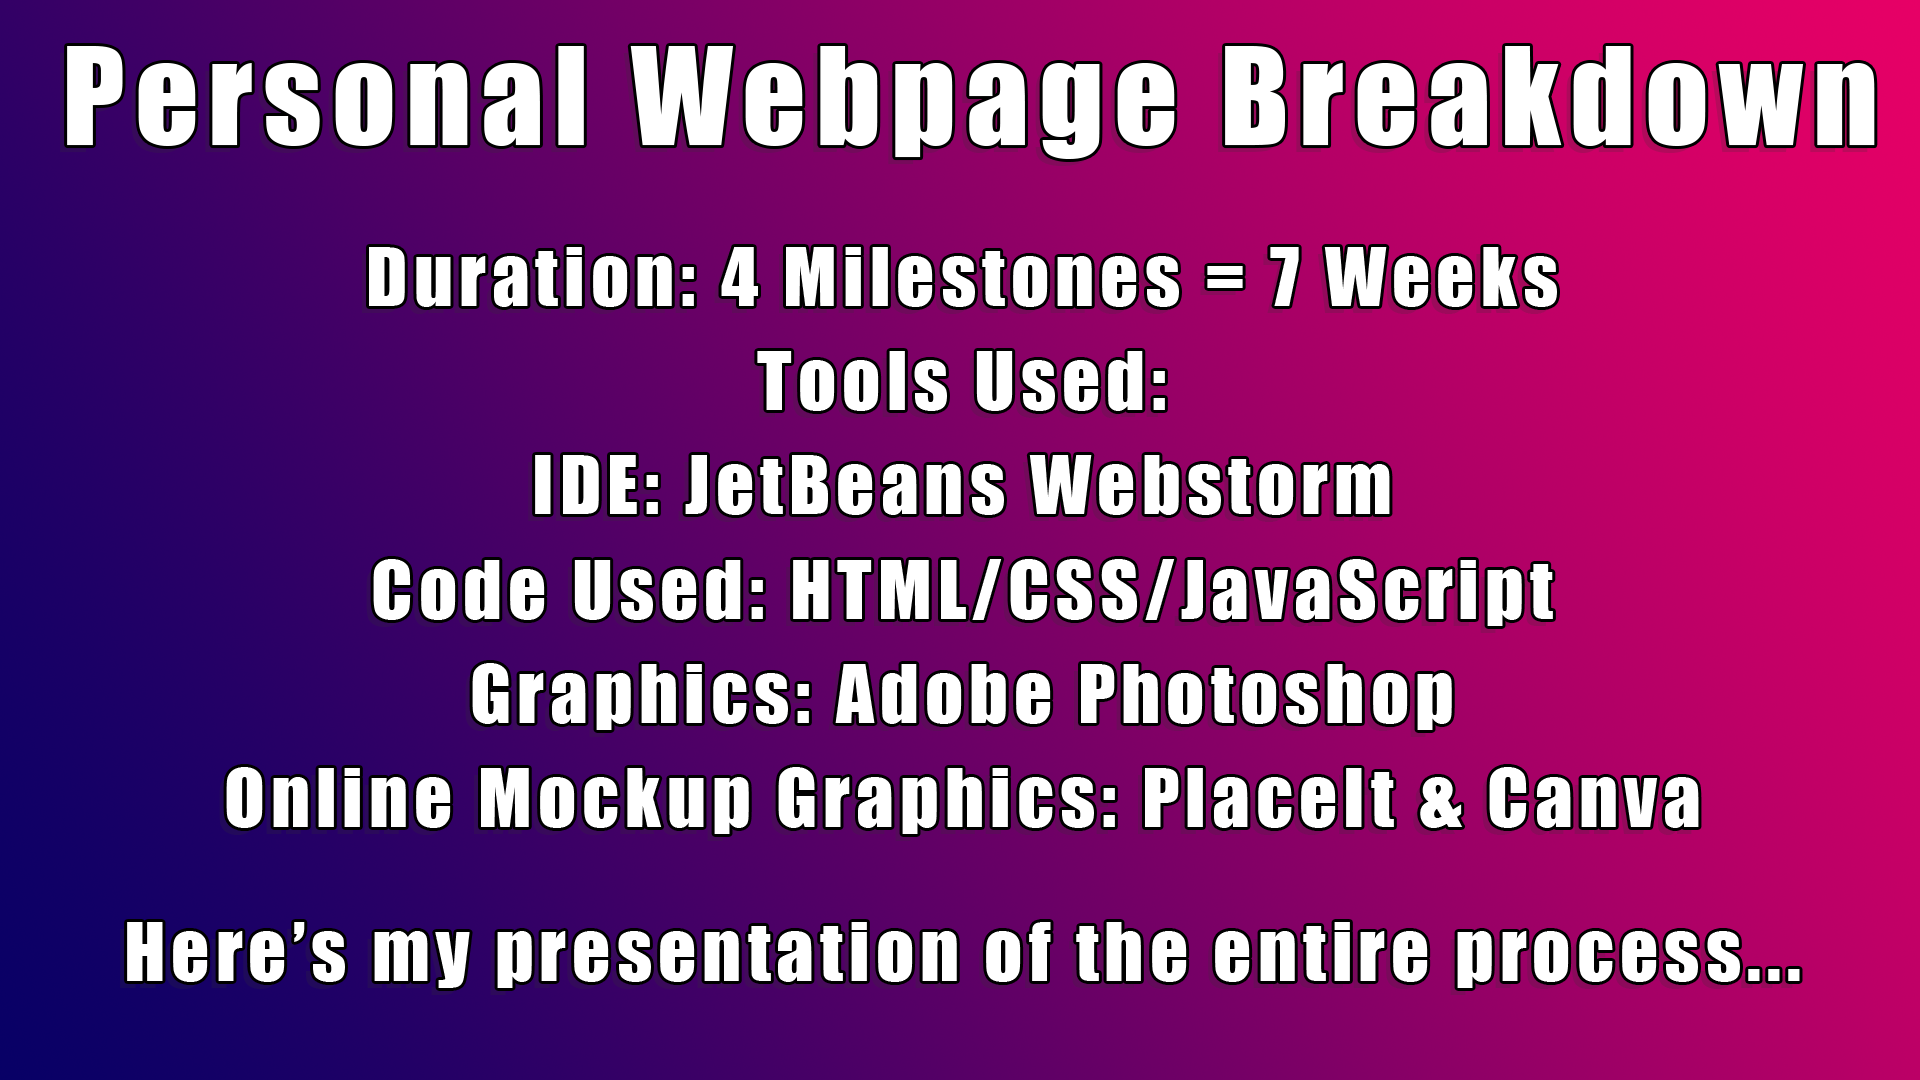 Personal Webpage Breakdown
Duration: 4 Milestones = 7 Weeks
Tools Used:
IDE: JetBeans Webstorm
Code Used: HTML/CSS/JavaScript
Graphics: Adobe Photoshop
Online Mockup Graphics: PlaceIt & Canva
Here’s my presentation of the entire process...